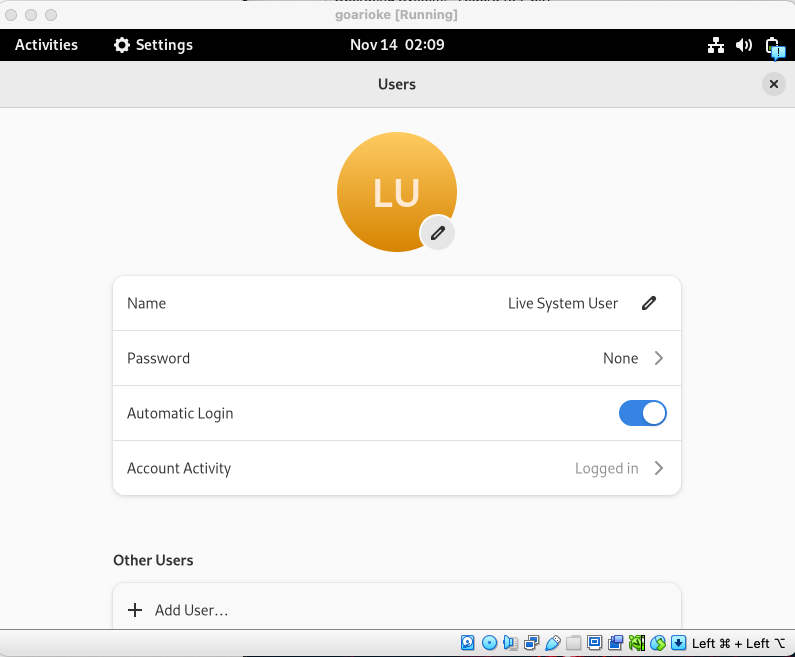 goarioke [Running]
Activities Settings Nov 14 02:09
Users
LU
Name Live System User
Password None
Automatic Login
Account Activity Logged in
Other Users
Add User...
Left ⌘ + Left ⌥